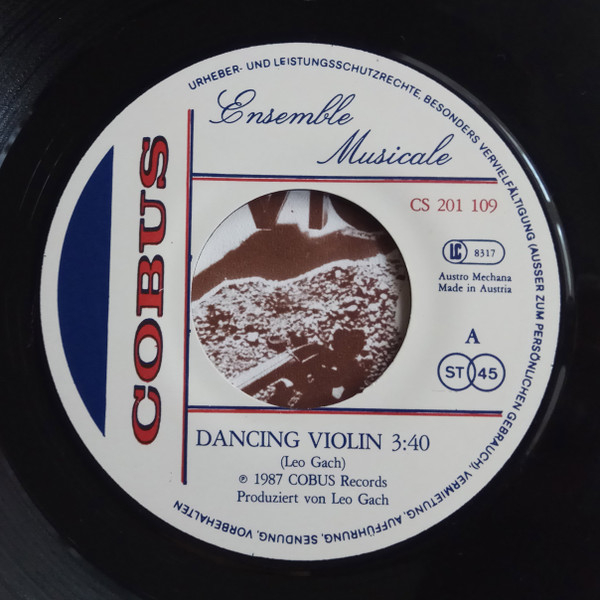 URHEBER- UND LEISTUNGSSCHUTZRECHTE, BESONDERS VERVIELFÄLTIGUNG (AUSSER ZUM PERSÖNLICHEN GEBRAUCH), VERMIETUNG, AUFFÜHRUNG, SENDUNG, VORBEHALTEN
Ensemble
Musicale
COBUS
CS 201 109
LC 8317
Austro Mechana
Made in Austria
A
ST 45
DANCING VIOLIN 3:40
(Leo Gach)
℗ 1987 COBUS Records
Produziert von Leo Gach